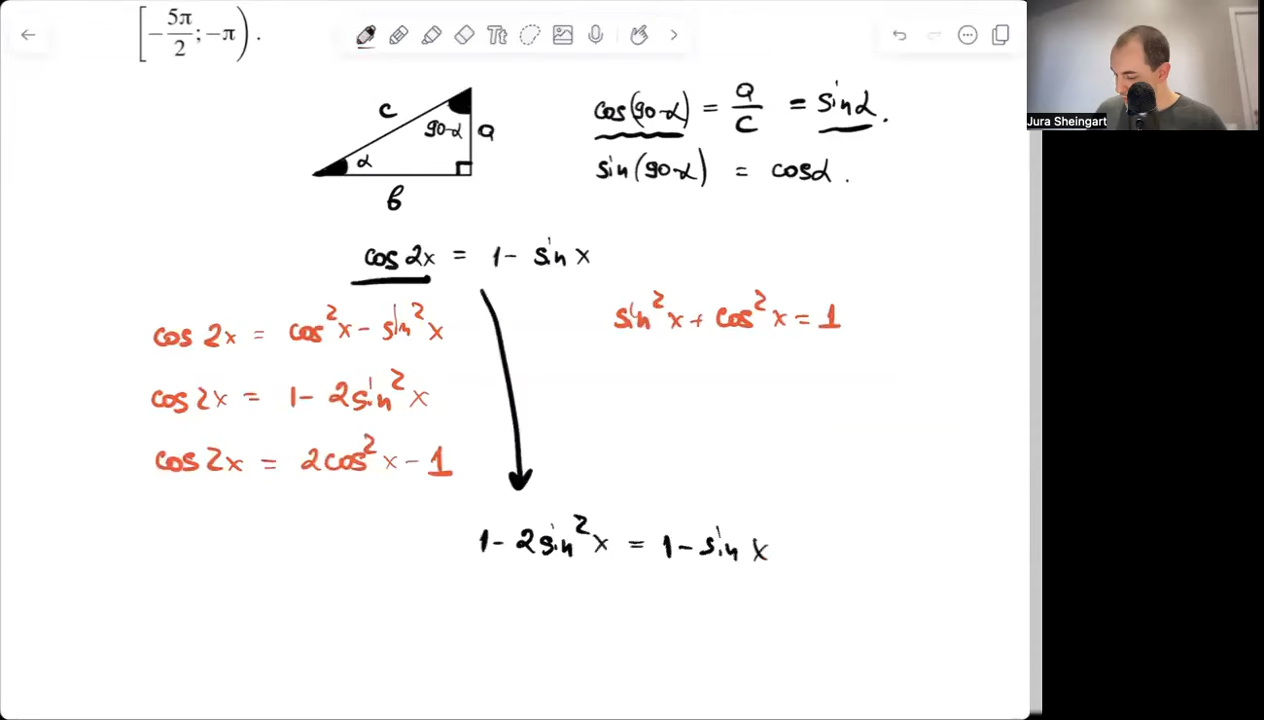 [-5π/2; -π).
cos(90-α) = a/c = sinα.
sin(90-α) = cosα.
c
90-α
a
α
b
cos 2x = 1 - sin x
cos 2x = cos²x - sin²x
sin²x + cos²x = 1
cos 2x = 1 - 2sin²x
cos 2x = 2cos²x - 1
1 - 2sin²x = 1 - sin x
Tt
Jura Sheingart